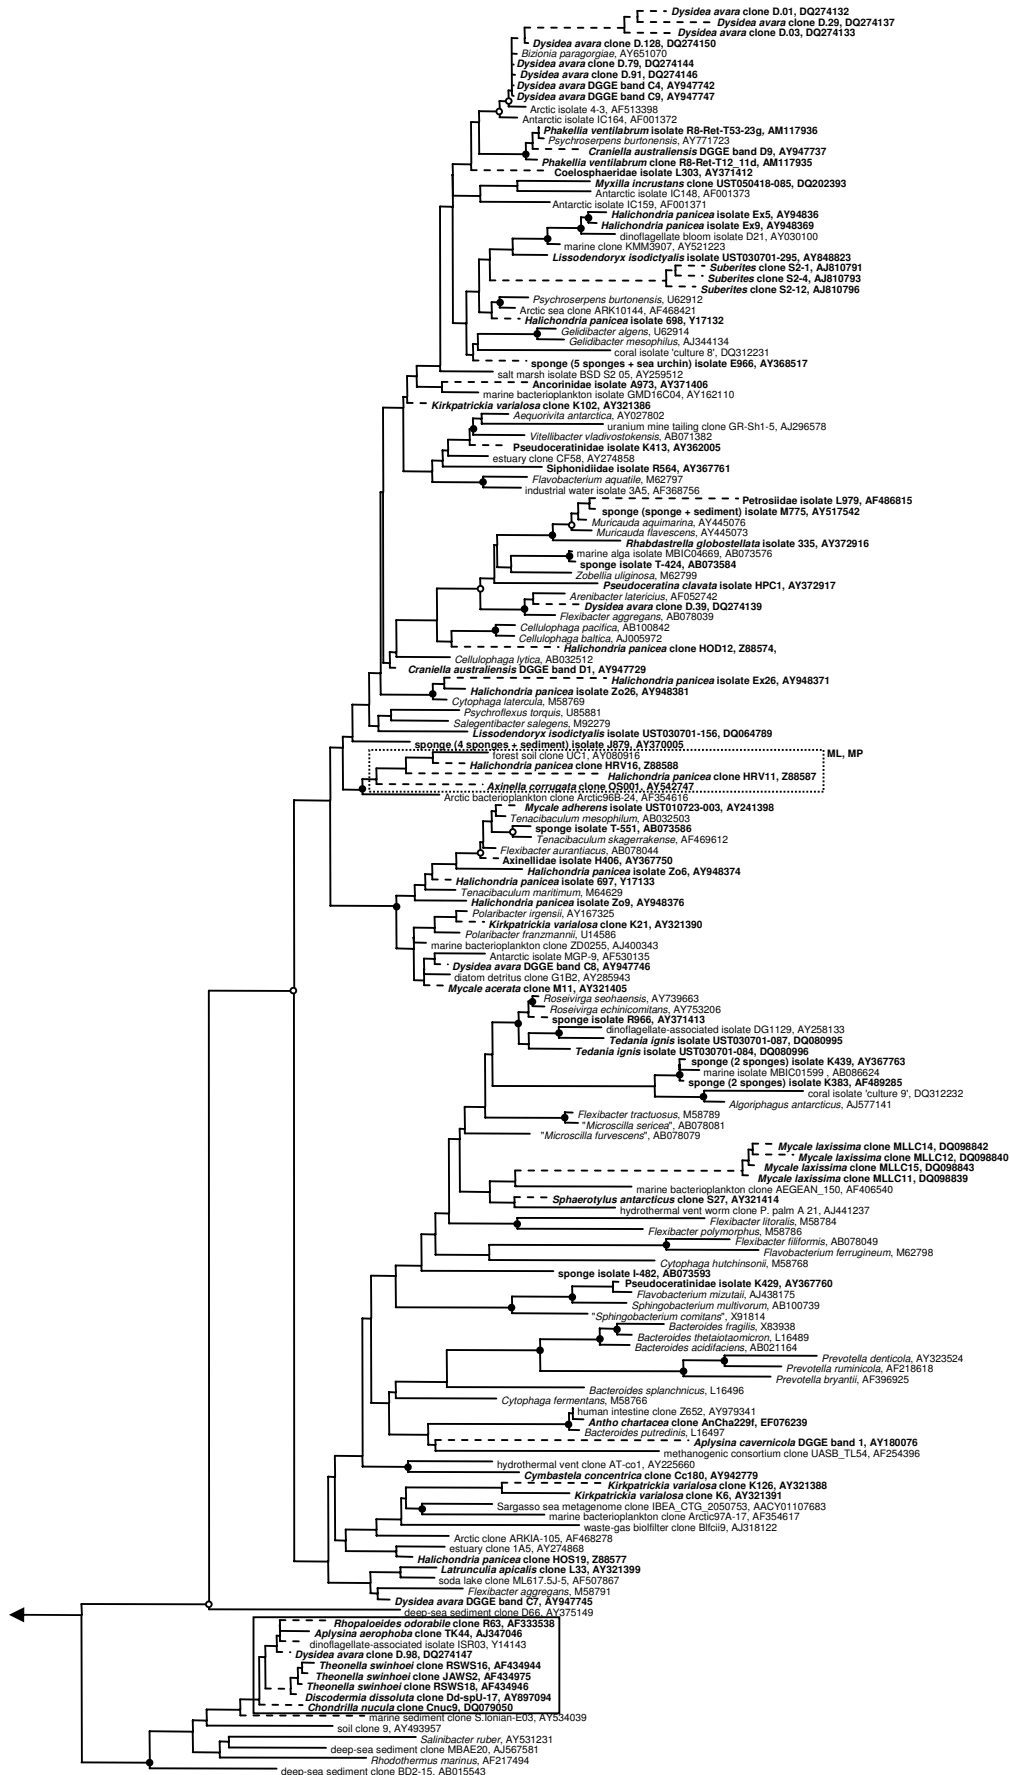 Dysidea avara clone D.01, DQ274132
Dysidea avara clone D.29, DQ274137
Dysidea avara clone D.03, DQ274133
Dysidea avara clone D.128, DQ274150
Bizionia paragorgiae, AY651070
Dysidea avara clone D.79, DQ274144
Dysidea avara clone D.91, DQ274146
Dysidea avara DGGE band C4, AY947742
Dysidea avara DGGE band C9, AY947747
Arctic isolate 4-3, AF513398
Antarctic isolate IC164, AF001372
Phakellia ventilabrum isolate R8-Ret-T53-23g, AM117936
Psychroserpens burtonensis, AY771723
Craniella australiensis DGGE band D9, AY947737
Phakellia ventilabrum clone R8-Ret-T12_11d, AM117935
Coelosphaeridae isolate L303, AY371412
Myxilla incrustans clone UST050418-085, DQ202393
Antarctic isolate IC148, AF001373
Antarctic isolate IC159, AF001371
Halichondria panicea isolate Ex5, AY94836
Halichondria panicea isolate Ex9, AY948369
dinoflagellate bloom isolate D21, AY030100
marine clone KMM3907, AY521223
Lissodendoryx isodictyalis isolate UST030701-295, AY848823
Suberites clone S2-1, AJ810791
Suberites clone S2-4, AJ810793
Suberites clone S2-12, AJ810796
Psychroserpens burtonensis, U62912
Arctic sea clone ARK10144, AF468421
Halichondria panicea isolate 698, Y17132
Gelidibacter algens, U62914
Gelidibacter mesophilus, AJ344134
coral isolate 'culture 8', DQ312231
sponge (5 sponges + sea urchin) isolate E966, AY368517
salt marsh isolate BSD S2 05, AY259512
Ancorinidae isolate A973, AY371406
marine bacterioplankton isolate GMD16C04, AY162110
Kirkpatrickia varialosa clone K102, AY321386
Aequorivita antarctica, AY027802
uranium mine tailing clone GR-Sh1-5, AJ296578
Vitellibacter vladivostokensis, AB071382
Pseudoceratinidae isolate K413, AY362005
estuary clone CF58, AY274858
Siphonidiidae isolate R564, AY367761
Flavobacterium aquatile, M62797
industrial water isolate 3A5, AF368756
Petrosiidae isolate L979, AF486815
sponge (sponge + sediment) isolate M775, AY517542
Muricauda aquimarina, AY445076
Muricauda flavescens, AY445073
Rhabdastrella globostellata isolate 335, AY372916
marine alga isolate MBIC04669, AB073576
sponge isolate T-424, AB073584
Zobellia uliginosa, M62799
Pseudoceratina clavata isolate HPC1, AY372917
Arenibacter latericius, AF052742
Dysidea avara clone D.39, DQ274139
Flexibacter aggregans, AB078039
Cellulophaga pacifica, AB100842
Cellulophaga baltica, AJ005972
Halichondria panicea clone HOD12, Z88574,
Cellulophaga lytica, AB032512
Craniella australiensis DGGE band D1, AY947729
Halichondria panicea isolate Ex26, AY948371
Halichondria panicea isolate Zo26, AY948381
Cytophaga latercula, M58769
Psychroflexus torquis, U85881
Salegentibacter salegens, M92279
Lissodendoryx isodictyalis isolate UST030701-156, DQ064789
sponge (4 sponges + sediment) isolate J879, AY370005
ML, MP
forest soil clone UC1, AY080916
Halichondria panicea clone HRV16, Z88588
Halichondria panicea clone HRV11, Z88587
Axinella corrugata clone OS001, AY542747
Arctic bacterioplankton clone Arctic96B-24, AF354616
Mycale adherens isolate UST010723-003, AY241398
Tenacibaculum mesophilum, AB032503
sponge isolate T-551, AB073586
Tenacibaculum skagerrakense, AF469612
Flexibacter aurantiacus, AB078044
Axinellidae isolate H406, AY367750
Halichondria panicea isolate Zo6, AY948374
Halichondria panicea isolate 697, Y17133
Tenacibaculum maritimum, M64629
Halichondria panicea isolate Zo9, AY948376
Polaribacter irgensii, AY167325
Kirkpatrickia varialosa clone K21, AY321390
Polaribacter franzmannii, U14586
marine bacterioplankton clone ZD0255, AJ400343
Antarctic isolate MGP-9, AF530135
Dysidea avara DGGE band C8, AY947746
diatom detritus clone G1B2, AY285943
Mycale acerata clone M11, AY321405
Roseivirga seohaensis, AY739663
Roseivirga echinicomitans, AY753206
sponge isolate R966, AY371413
dinoflagellate-associated isolate DG1129, AY258133
Tedania ignis isolate UST030701-087, DQ080995
Tedania ignis isolate UST030701-084, DQ080996
sponge (2 sponges) isolate K439, AY367763
marine isolate MBIC01599 , AB086624
sponge (2 sponges) isolate K383, AF489285
coral isolate 'culture 9', DQ312232
Algoriphagus antarcticus, AJ577141
Flexibacter tractuosus, M58789
"Microscilla sericea", AB078081
"Microscilla furvescens", AB078079
Mycale laxissima clone MLLC14, DQ098842
Mycale laxissima clone MLLC12, DQ098840
Mycale laxissima clone MLLC15, DQ098843
Mycale laxissima clone MLLC11, DQ098839
marine bacterioplankton clone AEGEAN_150, AF406540
Sphaerotylus antarcticus clone S27, AY321414
hydrothermal vent worm clone P. palm A 21, AJ441237
Flexibacter litoralis, M58784
Flexibacter polymorphus, M58786
Flexibacter filiformis, AB078049
Flavobacterium ferrugineum, M62798
Cytophaga hutchinsonii, M58768
sponge isolate I-482, AB073593
Pseudoceratinidae isolate K429, AY367760
Flavobacterium mizutaii, AJ438175
Sphingobacterium multivorum, AB100739
"Sphingobacterium comitans", X91814
Bacteroides fragilis, X83938
Bacteroides thetaiotaomicron, L16489
Bacteroides acidifaciens, AB021164
Prevotella denticola, AY323524
Prevotella ruminicola, AF218618
Prevotella bryantii, AF396925
Bacteroides splanchnicus, L16496
Cytophaga fermentans, M58766
human intestine clone Z652, AY979341
Antho chartacea clone AnCha229f, EF076239
Bacteroides putredinis, L16497
Aplysina cavernicola DGGE band 1, AY180076
methanogenic consortium clone UASB_TL54, AF254396
hydrothermal vent clone AT-co1, AY225660
Cymbastela concentrica clone Cc180, AY942779
Kirkpatrickia varialosa clone K126, AY321388
Kirkpatrickia varialosa clone K6, AY321391
Sargasso sea metagenome clone IBEA_CTG_2050753, AACY01107683
marine bacterioplankton clone Arctic97A-17, AF354617
waste-gas biolfilter clone Blfcii9, AJ318122
Arctic clone ARKIA-105, AF468278
estuary clone 1A5, AY274868
Halichondria panicea clone HOS19, Z88577
Latrunculia apicalis clone L33, AY321399
soda lake clone ML617.5J-5, AF507867
Flexibacter aggregans, M58791
Dysidea avara DGGE band C7, AY947745
deep-sea sediment clone D66, AY375149
Rhopaloeides odorabile clone R63, AF333538
Aplysina aerophoba clone TK44, AJ347046
dinoflagellate-associated isolate ISR03, Y14143
Dysidea avara clone D.98, DQ274147
Theonella swinhoei clone RSWS16, AF434944
Theonella swinhoei clone JAWS2, AF434975
Theonella swinhoei clone RSWS18, AF434946
Discodermia dissoluta clone Dd-spU-17, AY897094
Chondrilla nucula clone Cnuc9, DQ079050
marine sediment clone S.Ionian-E03, AY534039
soil clone 9, AY493957
Salinibacter ruber, AY531231
deep-sea sediment clone MBAE20, AJ567581
Rhodothermus marinus, AF217494
deep-sea sediment clone BD2-15, AB015543